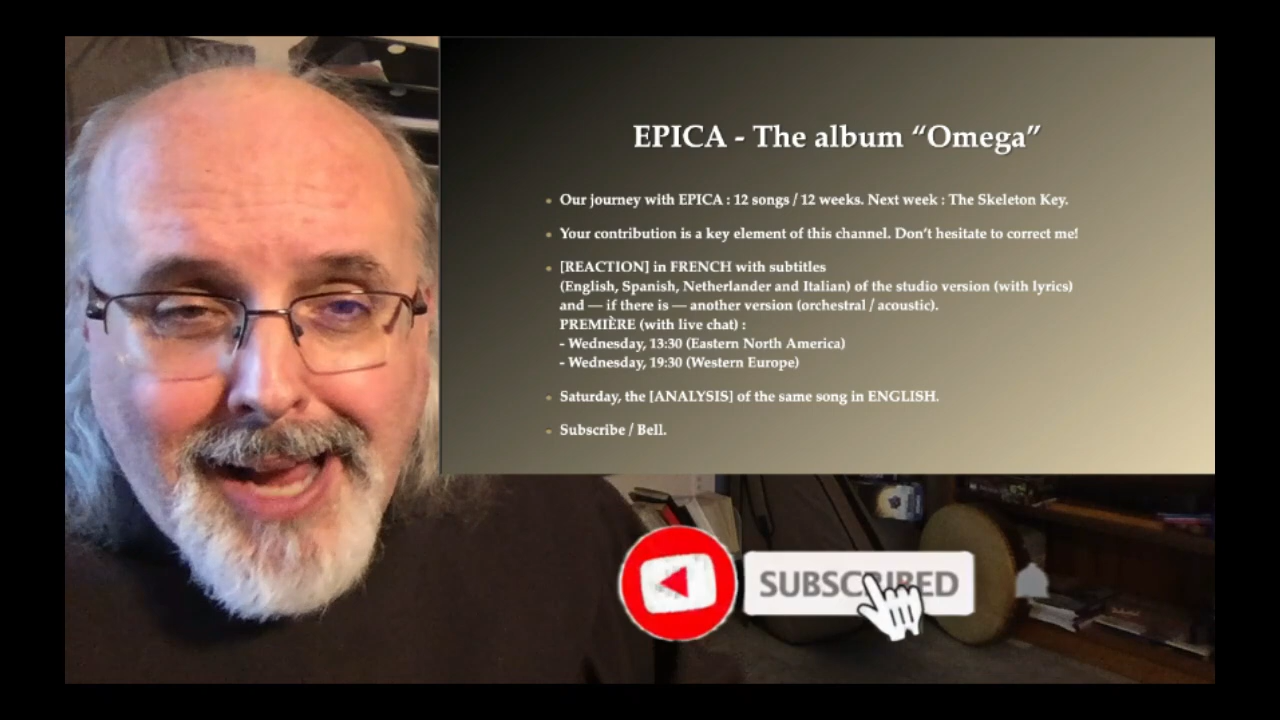 EPICA - The album “Omega”
Our journey with EPICA : 12 songs / 12 weeks. Next week : The Skeleton Key.
Your contribution is a key element of this channel. Don't hesitate to correct me!
[REACTION] in FRENCH with subtitles
(English, Spanish, Netherlander and Italian) of the studio version (with lyrics)
and — if there is — another version (orchestral / acoustic).
PREMIÈRE (with live chat) :
- Wednesday, 13:30 (Eastern North America)
- Wednesday, 19:30 (Western Europe)
Saturday, the [ANALYSIS] of the same song in ENGLISH.
Subscribe / Bell.
SUBSCRIBED